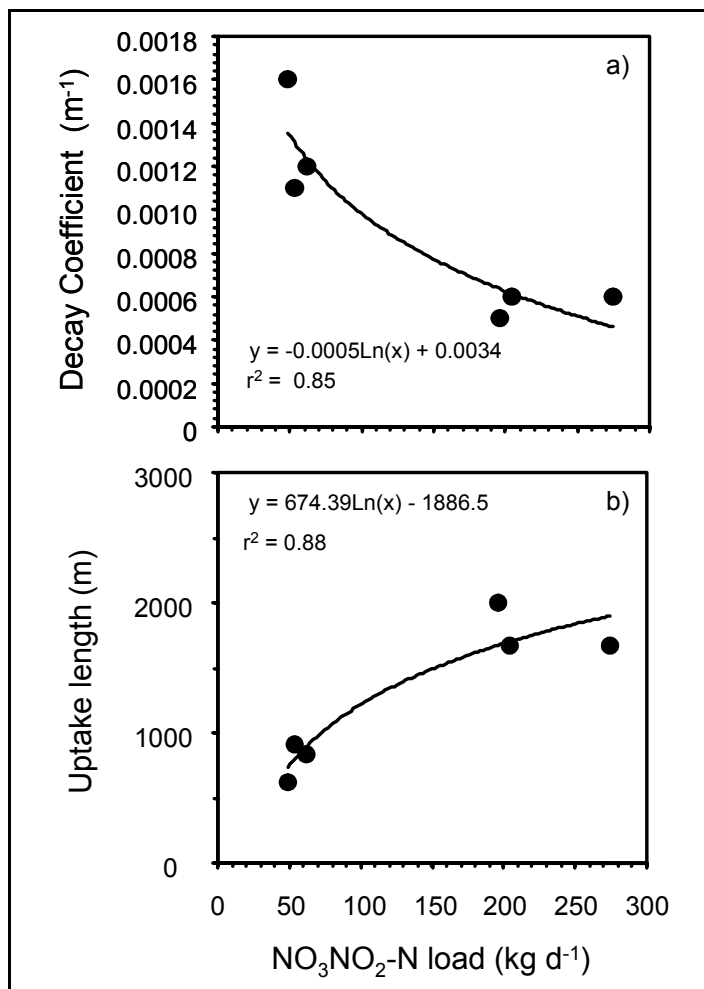 a)
Decay Coefficient (m⁻¹)
0.0018
0.0016
0.0014
0.0012
0.0010
0.0008
0.0006
0.0004
0.0002
0
y = -0.0005Ln(x) + 0.0034
r² = 0.85
b)
Uptake length (m)
3000
2000
1000
0
y = 674.39Ln(x) - 1886.5
r² = 0.88
0 50 100 150 200 250 300
NO₃NO₂-N load (kg d⁻¹)